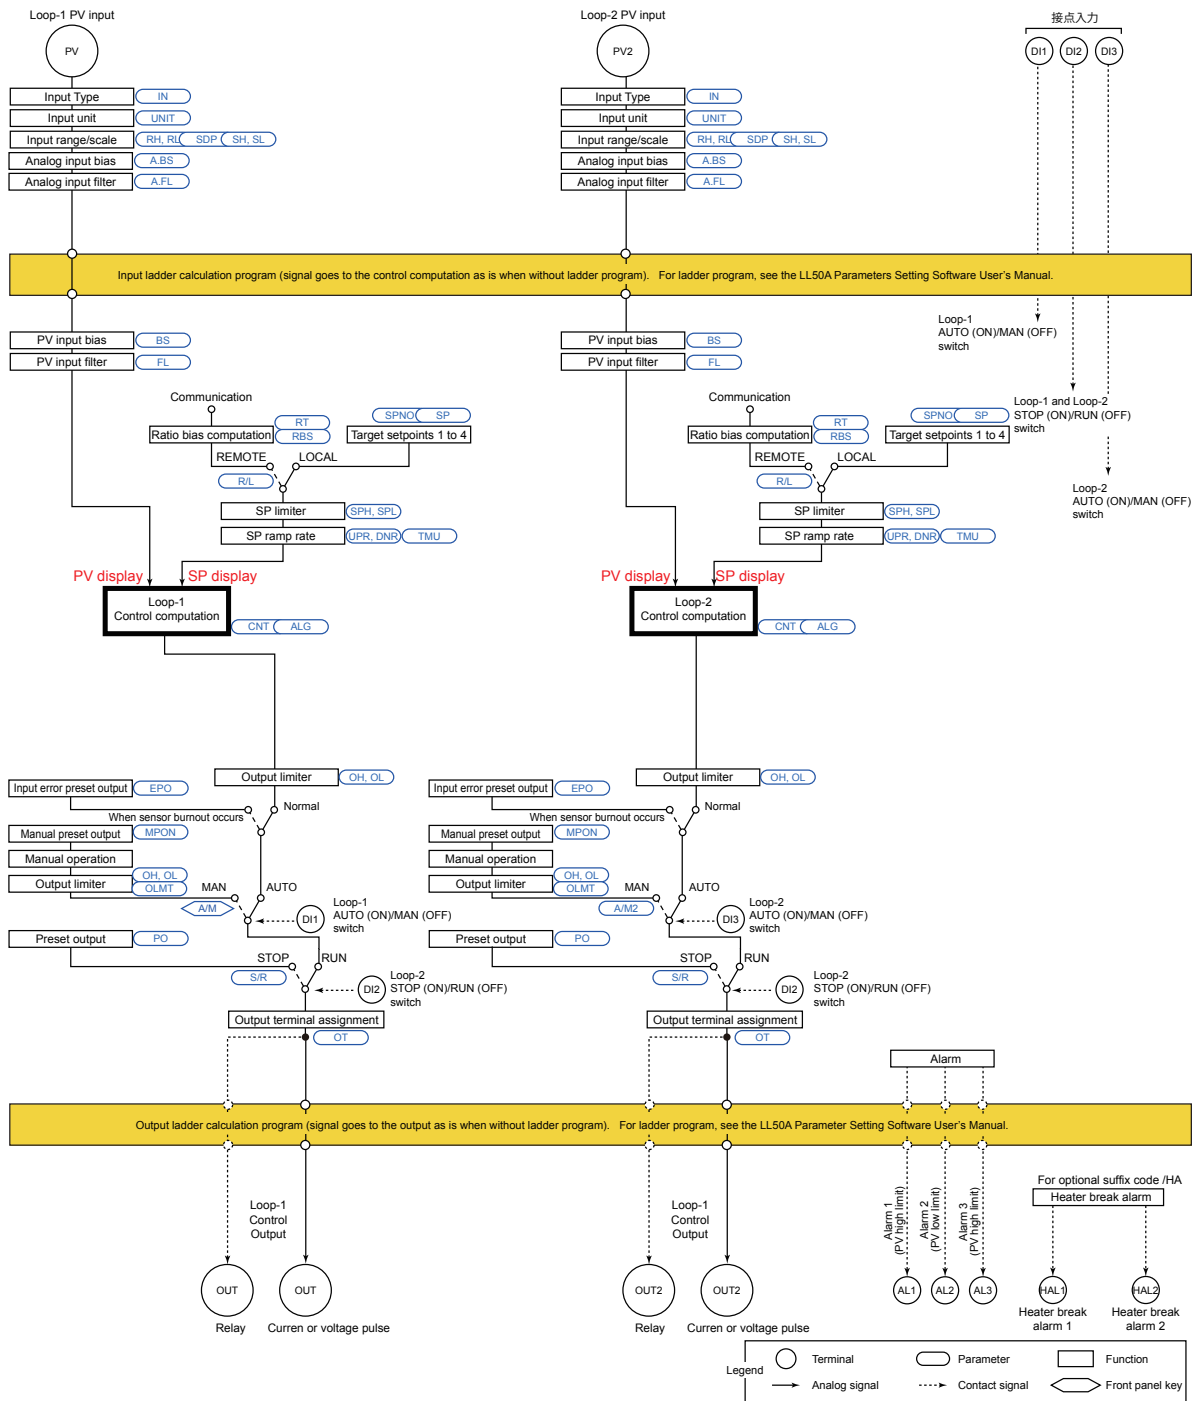 Loop-1 PV input
PV
Input Type
IN
Input unit
UNIT
Input range/scale
RH, RL
SDP
SH, SL
Analog input bias
A.BS
Analog input filter
A.FL
Loop-2 PV input
PV2
Input Type
IN
Input unit
UNIT
Input range/scale
RH, RL
SDP
SH, SL
Analog input bias
A.BS
Analog input filter
A.FL
接点入力
DI1
DI2
DI3
Input ladder calculation program (signal goes to the control computation as is when without ladder program). For ladder program, see the LL50A Parameters Setting Software User's Manual.
PV input bias
BS
PV input filter
FL
Communication
RT
RBS
Ratio bias computation
SPNO
SP
Target setpoints 1 to 4
REMOTE
LOCAL
R/L
SP limiter
SPH, SPL
SP ramp rate
UPR, DNR
TMU
PV display
SP display
Loop-1
Control computation
CNT
ALG
PV input bias
BS
PV input filter
FL
Communication
RT
RBS
Ratio bias computation
SPNO
SP
Target setpoints 1 to 4
REMOTE
LOCAL
R/L
SP limiter
SPH, SPL
SP ramp rate
UPR, DNR
TMU
PV display
SP display
Loop-2
Control computation
CNT
ALG
Loop-1
AUTO (ON)/MAN (OFF)
switch
Loop-1 and Loop-2
STOP (ON)/RUN (OFF)
switch
Loop-2
AUTO (ON)/MAN (OFF)
switch
Output limiter
OH, OL
Input error preset output
EPO
Normal
When sensor burnout occurs
Manual preset output
MPON
Manual operation
OH, OL
Output limiter
OLMT
MAN
AUTO
A/M
DI1
Loop-1
AUTO (ON)/MAN (OFF)
switch
Preset output
PO
STOP
RUN
S/R
DI2
Loop-2
STOP (ON)/RUN (OFF)
switch
Output terminal assignment
OT
Output limiter
OH, OL
Input error preset output
EPO
Normal
When sensor burnout occurs
Manual preset output
MPON
Manual operation
OH, OL
Output limiter
OLMT
MAN
AUTO
A/M2
DI3
Loop-2
AUTO (ON)/MAN (OFF)
switch
Preset output
PO
STOP
RUN
S/R
DI2
Loop-2
STOP (ON)/RUN (OFF)
switch
Output terminal assignment
OT
Alarm
Output ladder calculation program (signal goes to the output as is when without ladder program). For ladder program, see the LL50A Parameter Setting Software User's Manual.
Loop-1
Control
Output
OUT
OUT
Relay
Curren or voltage pulse
Loop-1
Control
Output
OUT2
OUT2
Relay
Curren or voltage pulse
Alarm 1
(PV high limit)
Alarm 2
(PV low limit)
Alarm 3
(PV high limit)
AL1
AL2
AL3
For optional suffix code /HA
Heater break alarm
HAL1
HAL2
Heater break
alarm 1
Heater break
alarm 2
Legend
Terminal
Parameter
Function
Analog signal
Contact signal
Front panel key